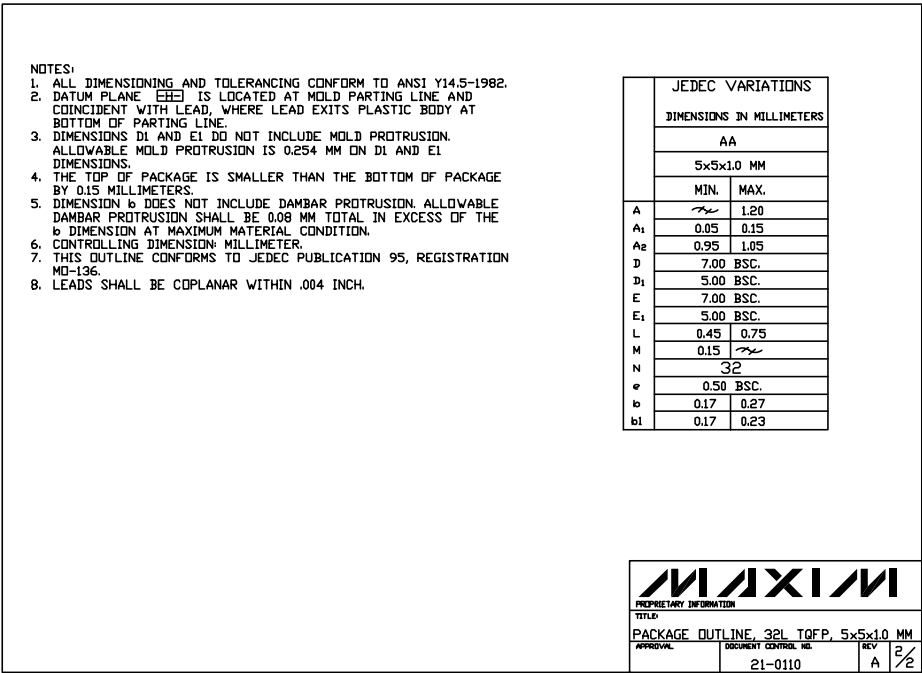 NOTES:
1. ALL DIMENSIONING AND TOLERANCING CONFORM TO ANSI Y14.5-1982.
2. DATUM PLANE -H- IS LOCATED AT MOLD PARTING LINE AND
COINCIDENT WITH LEAD, WHERE LEAD EXITS PLASTIC BODY AT
BOTTOM OF PARTING LINE.
3. DIMENSIONS D1 AND E1 DO NOT INCLUDE MOLD PROTRUSION.
ALLOWABLE MOLD PROTRUSION IS 0.254 MM ON D1 AND E1
DIMENSIONS.
4. THE TOP OF PACKAGE IS SMALLER THAN THE BOTTOM OF PACKAGE
BY 0.15 MILLIMETERS.
5. DIMENSION b DOES NOT INCLUDE DAMBAR PROTRUSION. ALLOWABLE
DAMBAR PROTRUSION SHALL BE 0.08 MM TOTAL IN EXCESS OF THE
b DIMENSION AT MAXIMUM MATERIAL CONDITION.
6. CONTROLLING DIMENSION: MILLIMETER.
7. THIS OUTLINE CONFORMS TO JEDEC PUBLICATION 95, REGISTRATION
MO-136.
8. LEADS SHALL BE COPLANAR WITHIN .004 INCH.
JEDEC VARIATIONS
DIMENSIONS IN MILLIMETERS
AA
5x5x1.0 MM
MIN. MAX.
A 1.20
A1 0.05 0.15
A2 0.95 1.05
D 7.00 BSC.
D1 5.00 BSC.
E 7.00 BSC.
E1 5.00 BSC.
L 0.45 0.75
M 0.15
N 32
e 0.50 BSC.
b 0.17 0.27
b1 0.17 0.23
MAXIM
PROPRIETARY INFORMATION
TITLE:
PACKAGE OUTLINE, 32L TQFP, 5x5x1.0 MM
APPROVAL DOCUMENT CONTROL NO. REV
21-0110 A 2/2